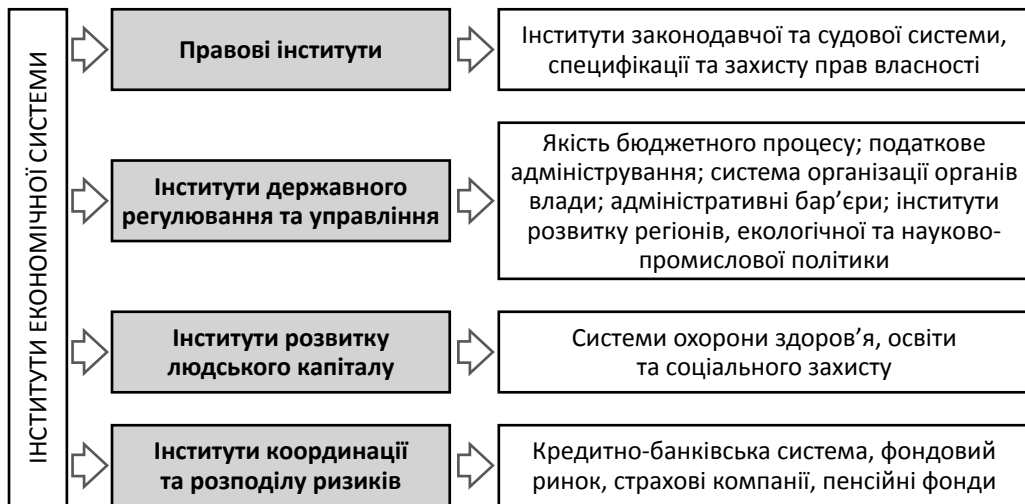 ІНСТИТУТИ ЕКОНОМІЧНОЇ СИСТЕМИ
Правові інститути
Інститути законодавчої та судової системи,
специфікації та захисту прав власності
Інститути державного
регулювання та управління
Якість бюджетного процесу; податкове
адміністрування; система організації органів
влади; адміністративні бар’єри; інститути
розвитку регіонів, екологічної та науково-
промислової політики
Інститути розвитку
людського капіталу
Системи охорони здоров’я, освіти
та соціального захисту
Інститути координації
та розподілу ризиків
Кредитно-банківська система, фондовий
ринок, страхові компанії, пенсійні фонди